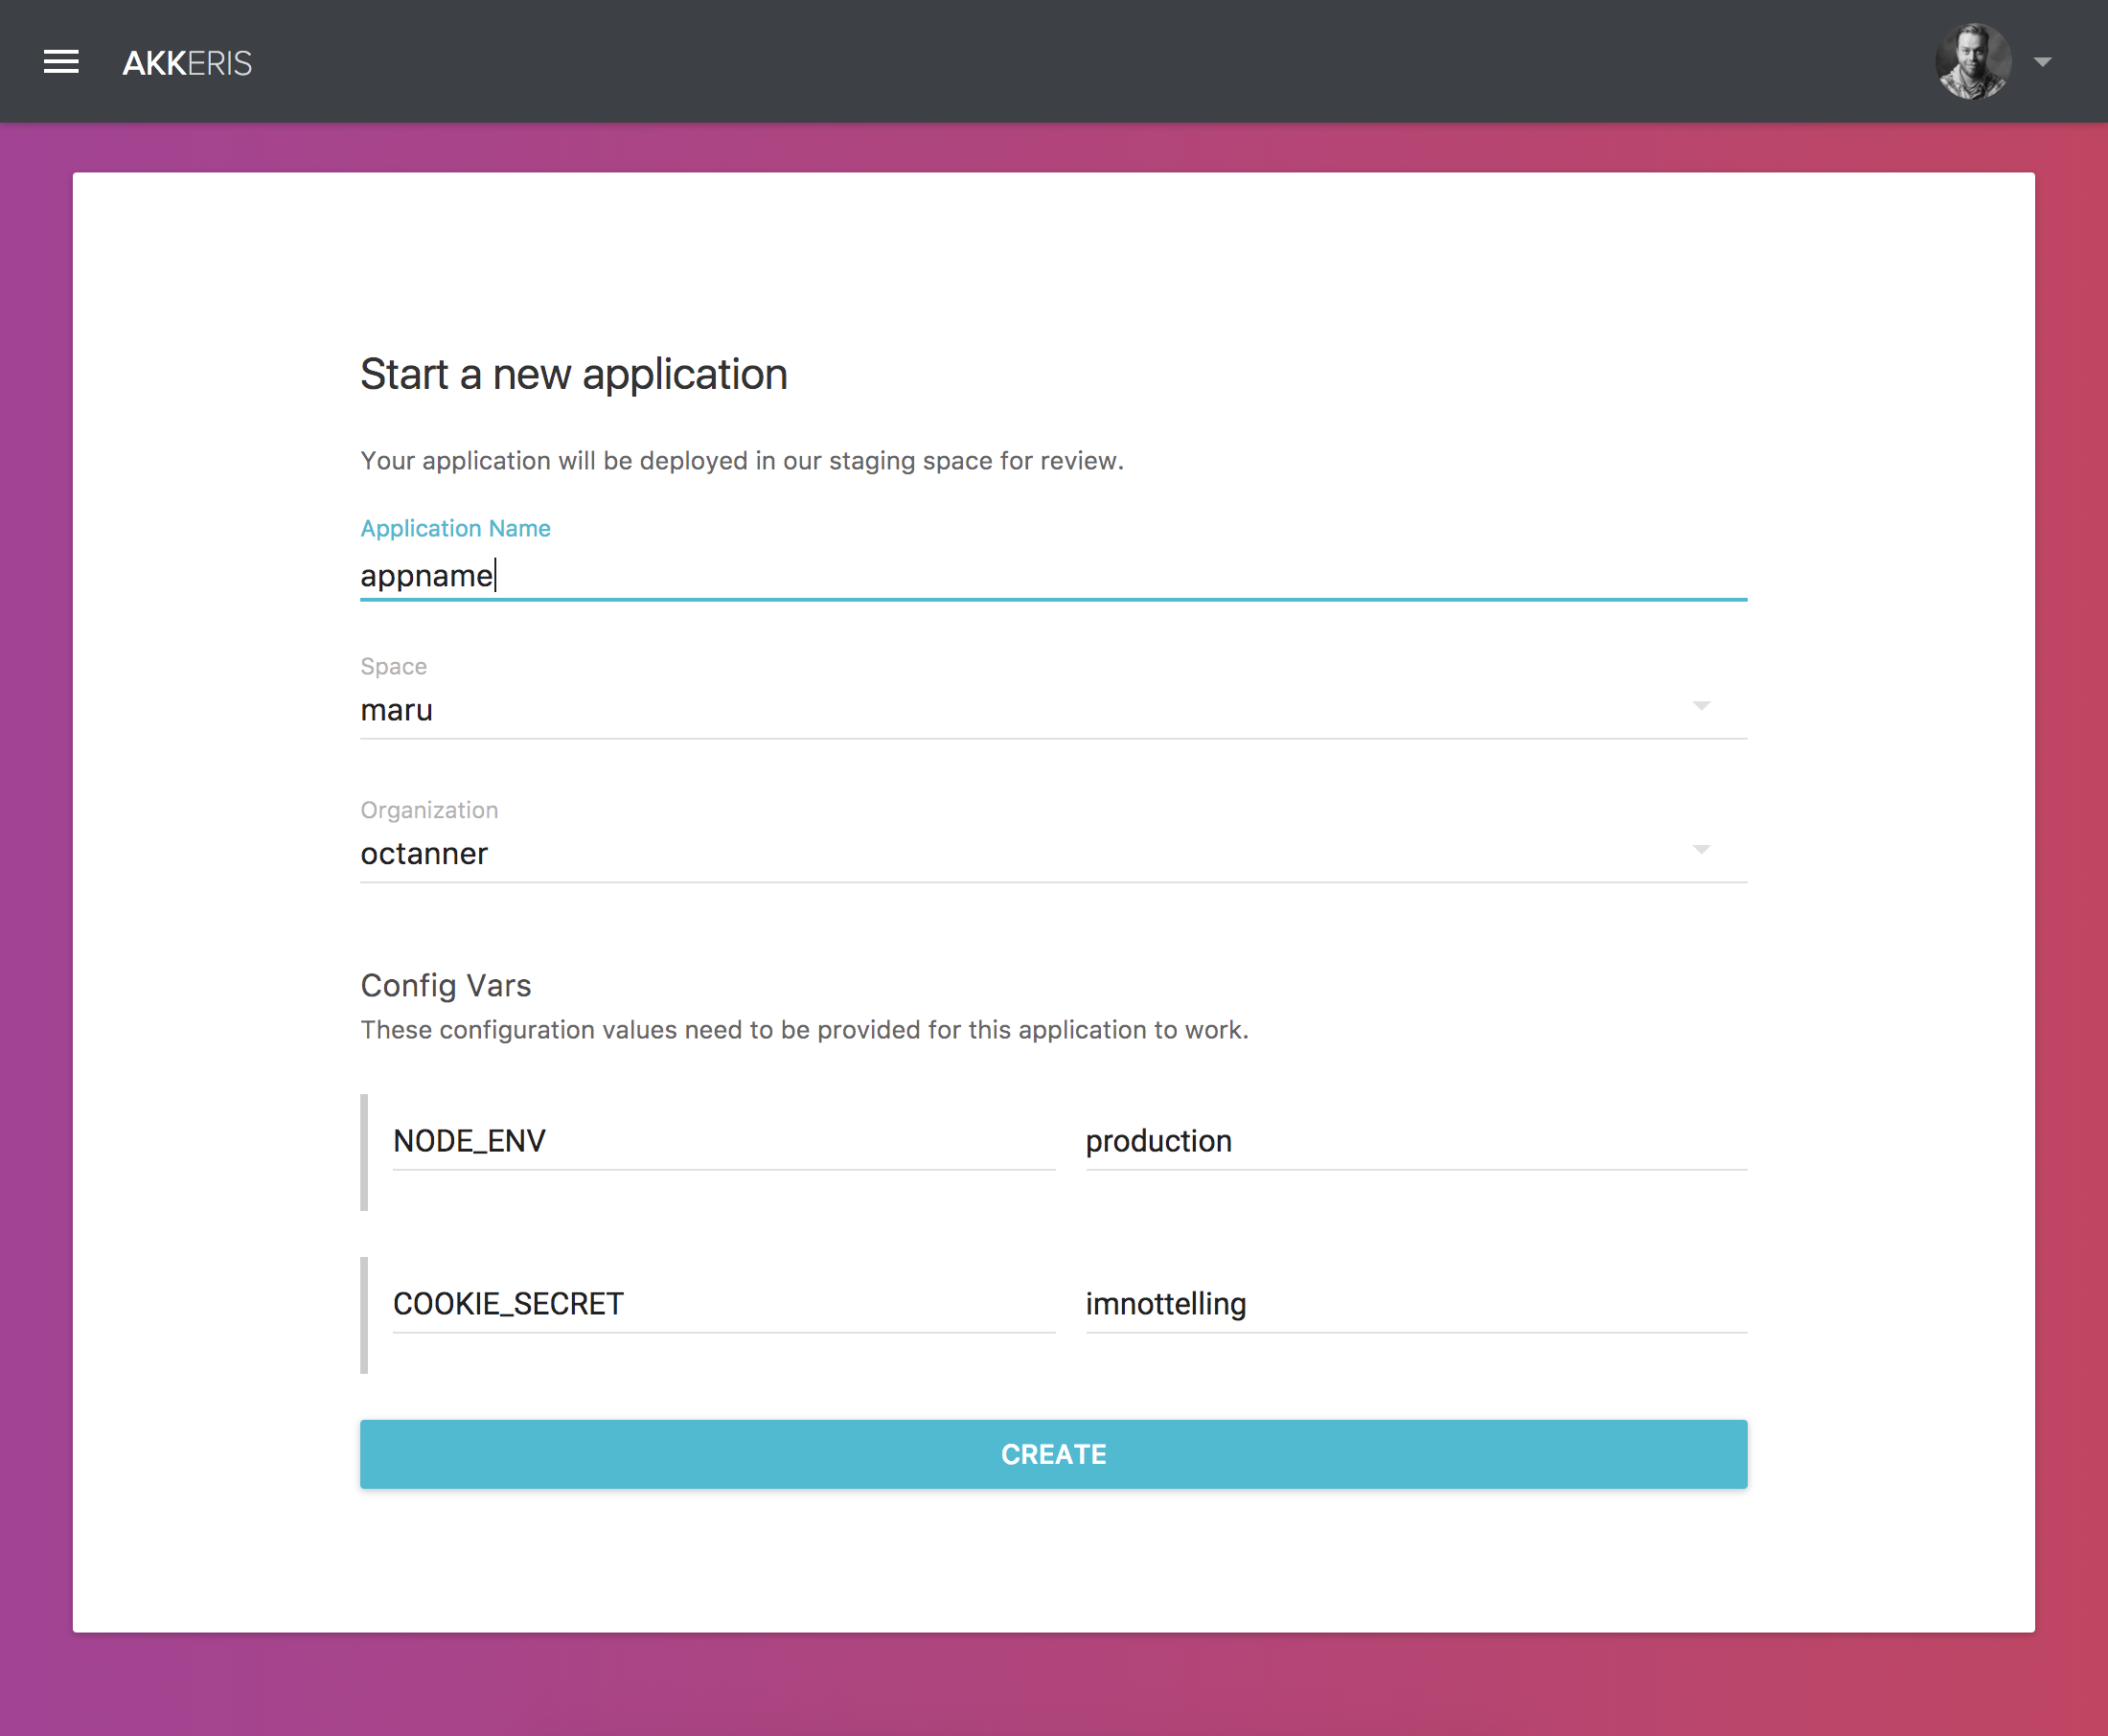 AKKERIS
Start a new application
Your application will be deployed in our staging space for review.
Application Name
appname
Space
maru
Organization
octanner
Config Vars
These configuration values need to be provided for this application to work.
NODE_ENV production
COOKIE_SECRET imnottelling
CREATE